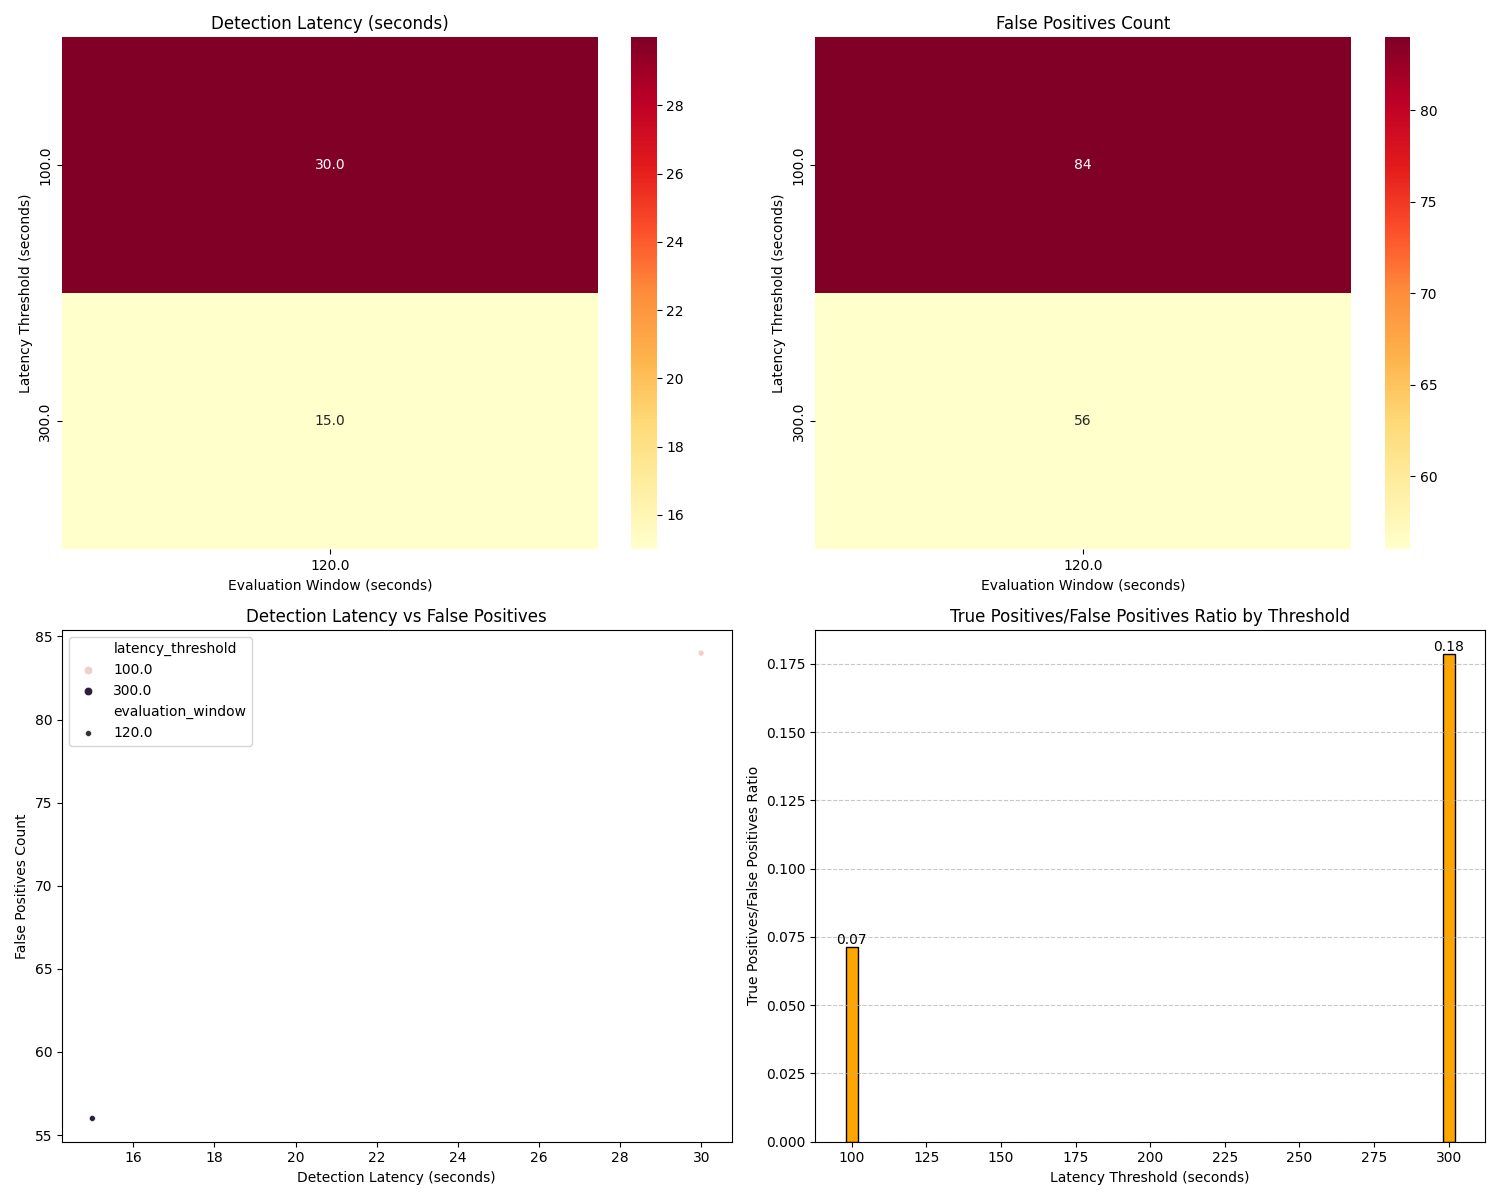 Detection Latency (seconds)
30.0
15.0
100.0
300.0
Latency Threshold (seconds)
120.0
Evaluation Window (seconds)
28
26
24
22
20
18
16
False Positives Count
84
56
100.0
300.0
Latency Threshold (seconds)
120.0
Evaluation Window (seconds)
80
75
70
65
60
Detection Latency vs False Positives
latency_threshold
100.0
300.0
evaluation_window
120.0
85
80
75
70
65
60
55
False Positives Count
16 18 20 22 24 26 28 30
Detection Latency (seconds)
True Positives/False Positives Ratio by Threshold
0.18
0.07
0.175
0.150
0.125
0.100
0.075
0.050
0.025
0.000
True Positives/False Positives Ratio
100 125 150 175 200 225 250 275 300
Latency Threshold (seconds)